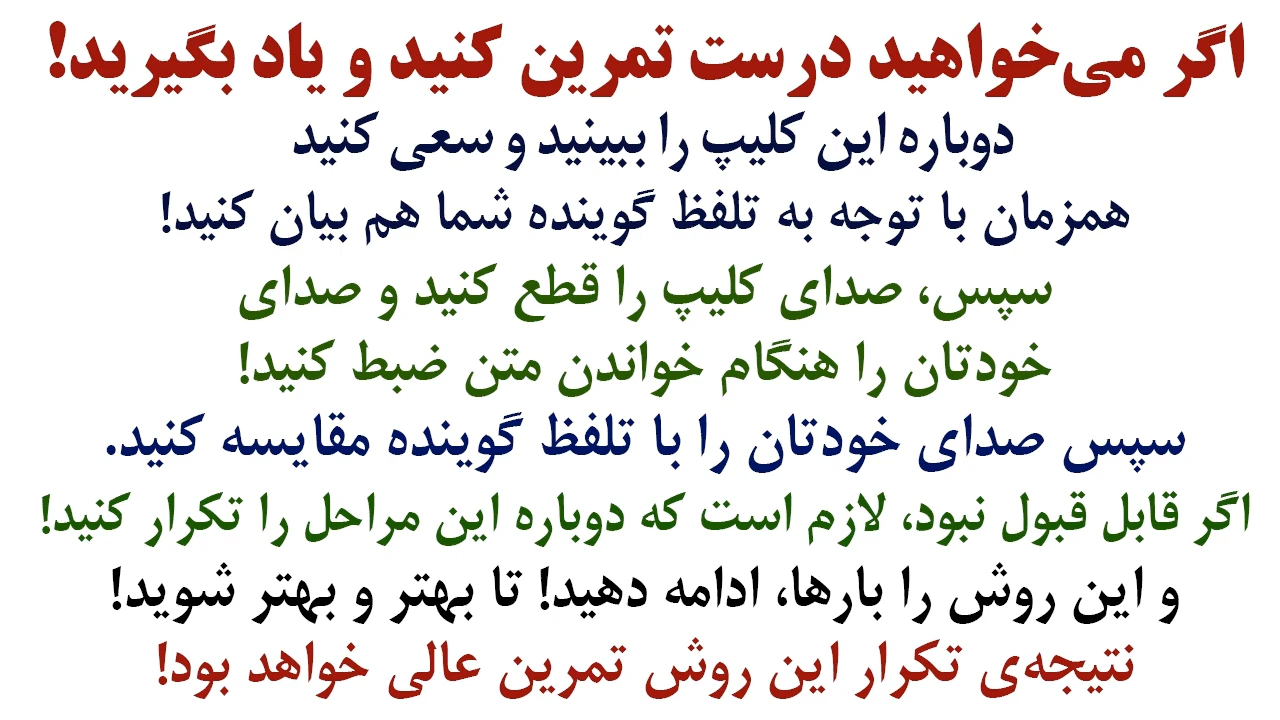 اگر می‌خواهید درست تمرین کنید و یاد بگیرید!
دوباره این کلیپ را ببینید و سعی کنید
همزمان با توجه به تلفظ گوینده شما هم بیان کنید!
سپس، صدای کلیپ را قطع کنید و صدای
خودتان را هنگام خواندن متن ضبط کنید!
سپس صدای خودتان را با تلفظ گوینده مقایسه کنید.
اگر قابل قبول نبود، لازم است که دوباره این مراحل را تکرار کنید!
و این روش را بارها، ادامه دهید! تا بهتر و بهتر شوید!
نتیجه‌ی تکرار این روش تمرین عالی خواهد بود!